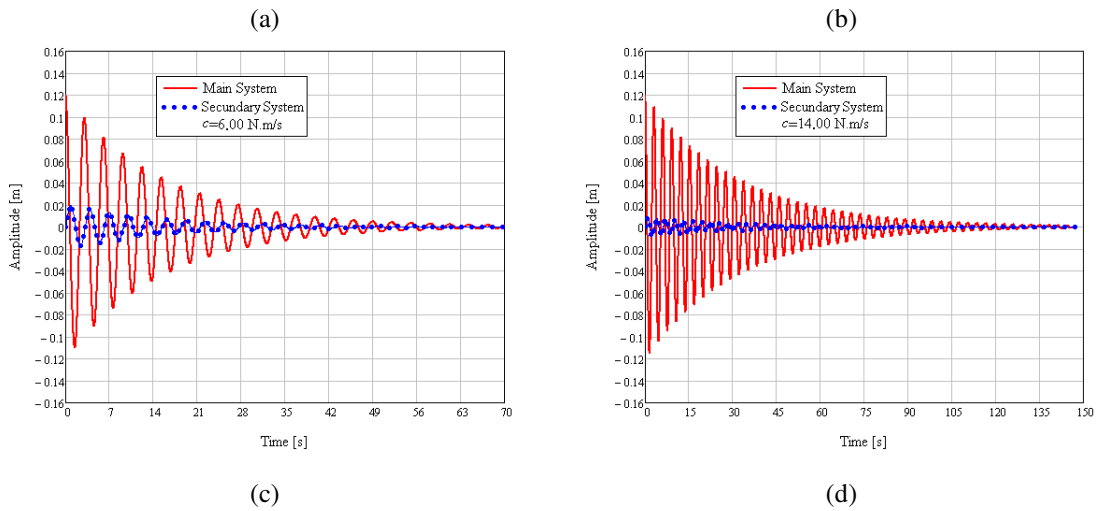 (a)
(b)
0.16
0.14
0.12
0.1
0.08
0.06
0.04
0.02
0
−0.02
−0.04
−0.06
−0.08
−0.1
−0.12
−0.14
−0.16
Amplitude [m]
Main System
Secundary System
c=6.00 N.m/s
0 7 14 21 28 35 42 49 56 63 70
Time [s]
0.16
0.14
0.12
0.1
0.08
0.06
0.04
0.02
0
−0.02
−0.04
−0.06
−0.08
−0.1
−0.12
−0.14
−0.16
Amplitude [m]
Main System
Secundary System
c=14.00 N.m/s
0 15 30 45 60 75 90 105 120 135 150
Time [s]
(c)
(d)